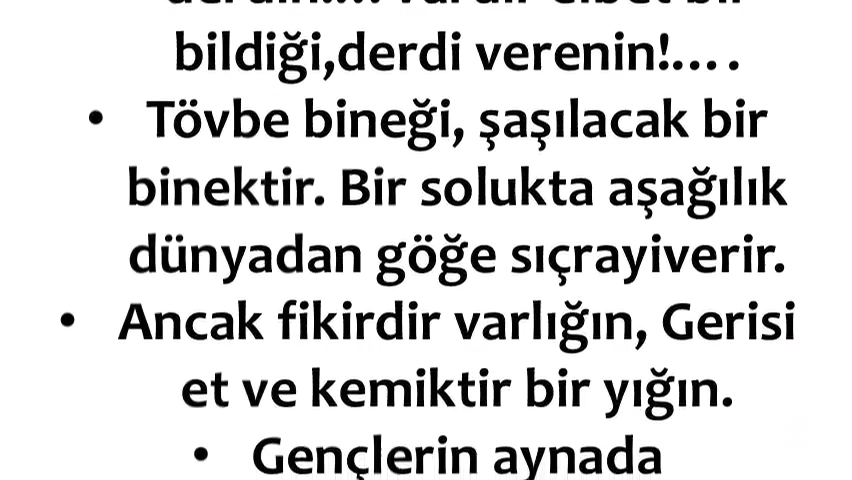 bildiği,derdi verenin!….
• Tövbe bineği, şaşılacak bir
binektir. Bir solukta aşağılık
dünyadan göğe sıçrayiverir.
• Ancak fikirdir varlığın, Gerisi
et ve kemiktir bir yığın.
• Gençlerin aynada